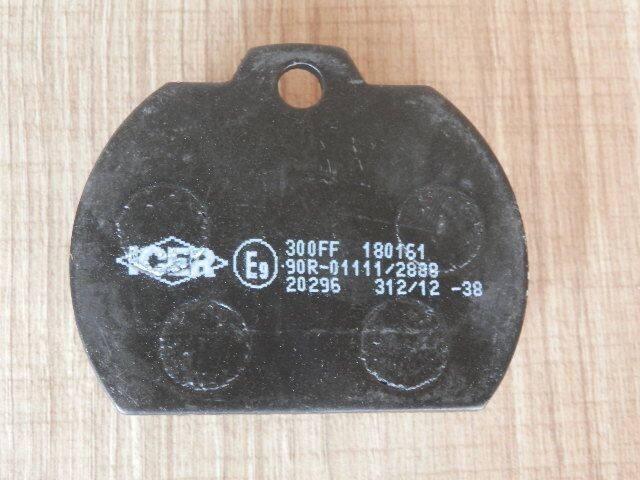 ICER E9 300FF 180161
90R-01111/2888
20296 312/12 -38